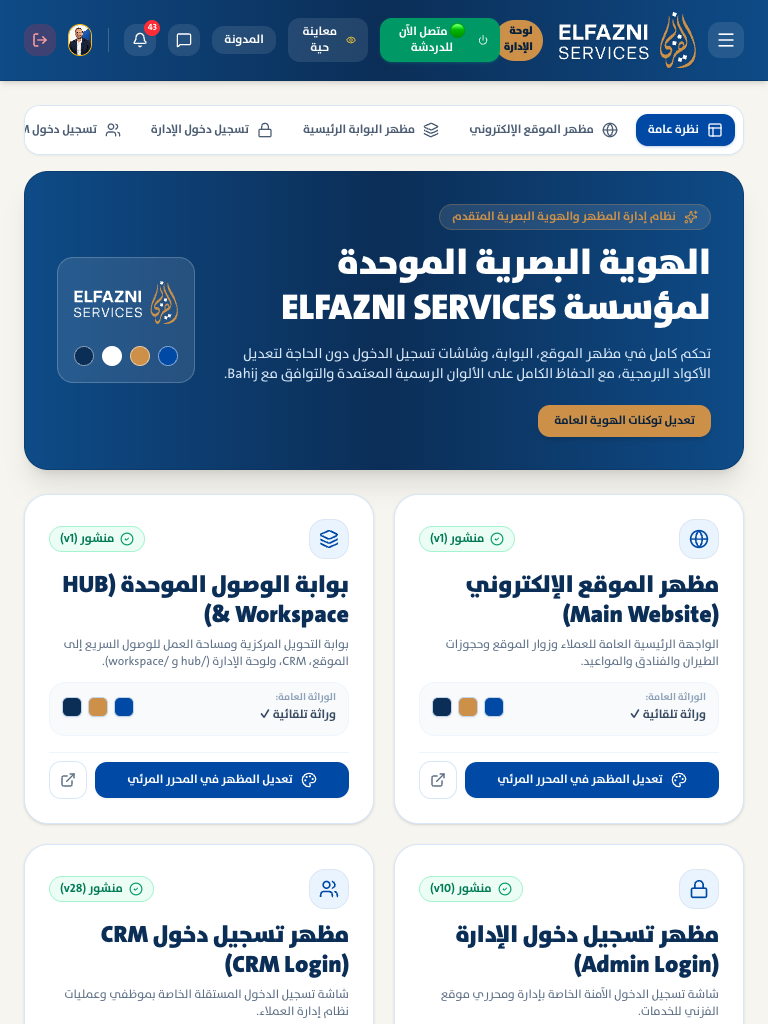 ELFAZNI
SERVICES
لوحة
الإدارة
متصل الآن
للدردشة
معاينة
حية
المدونة
43
نظرة عامة
مظهر الموقع الإلكتروني
مظهر البوابة الرئيسية
تسجيل دخول الإدارة
تسجيل دخول
نظام إدارة المظهر والهوية البصرية المتقدم
الهوية البصرية الموحدة
لمؤسسة ELFAZNI SERVICES
تحكم كامل في مظهر الموقع، البوابة، وشاشات تسجيل الدخول دون الحاجة لتعديل
الأكواد البرمجية، مع الحفاظ الكامل على الألوان الرسمية المعتمدة والتوافق مع Bahij.
تعديل توكنات الهوية العامة
ELFAZNI
SERVICES
منشور (v1)
مظهر الموقع الإلكتروني
(Main Website)
الواجهة الرئيسية العامة للعملاء وزوار الموقع وحجوزات
الطيران والفنادق والمواعيد.
الوراثة العامة:
وراثة تلقائية ✓
تعديل المظهر في المحرر المرئي
منشور (v1)
بوابة الوصول الموحدة (HUB
& Workspace)
بوابة التحويل المركزية ومساحة العمل للوصول السريع إلى
الموقع، CRM، ولوحة الإدارة (/hub و /workspace).
الوراثة العامة:
وراثة تلقائية ✓
تعديل المظهر في المحرر المرئي
منشور (v10)
مظهر تسجيل دخول الإدارة
(Admin Login)
شاشة تسجيل الدخول الآمنة الخاصة بإدارة ومحرري موقع
الفزني للخدمات.
منشور (v28)
مظهر تسجيل دخول CRM
(CRM Login)
شاشة تسجيل الدخول المستقلة الخاصة بموظفي وعمليات
نظام إدارة العملاء.